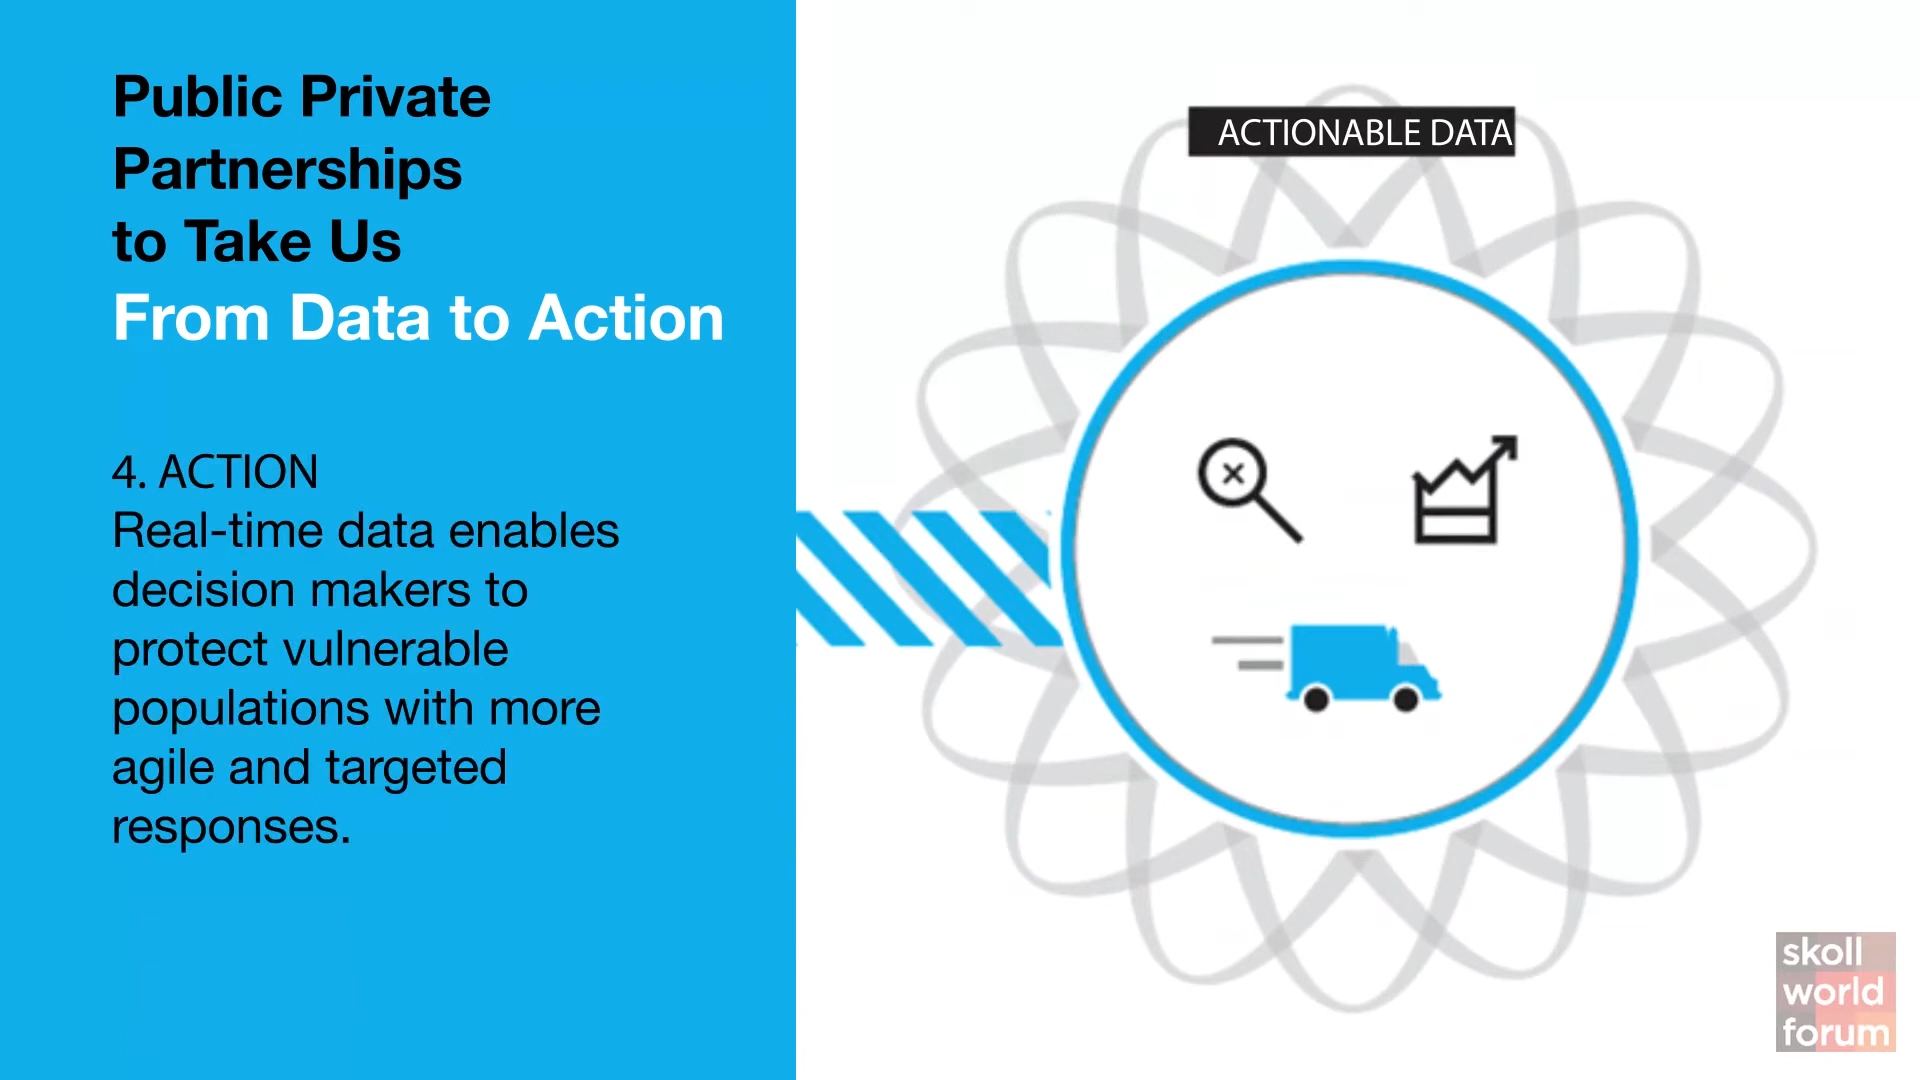 Public Private
Partnerships
to Take Us
From Data to Action
4. ACTION
Real-time data enables
decision makers to
protect vulnerable
populations with more
agile and targeted
responses.
ACTIONABLE DATA
skoll
world
forum